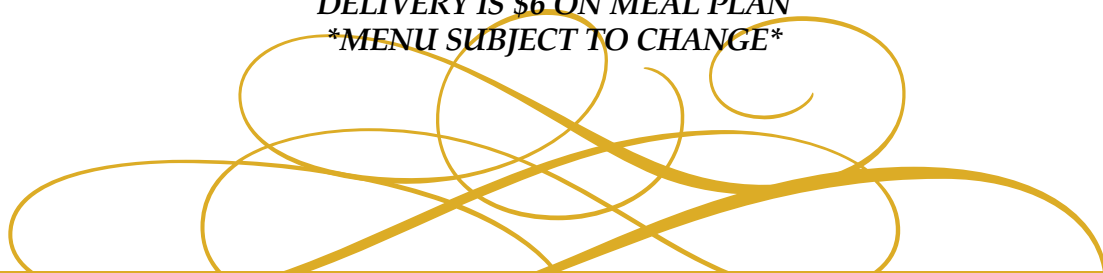 DELIVERY IS $6 ON MEAL PLAN
*MENU SUBJECT TO CHANGE*